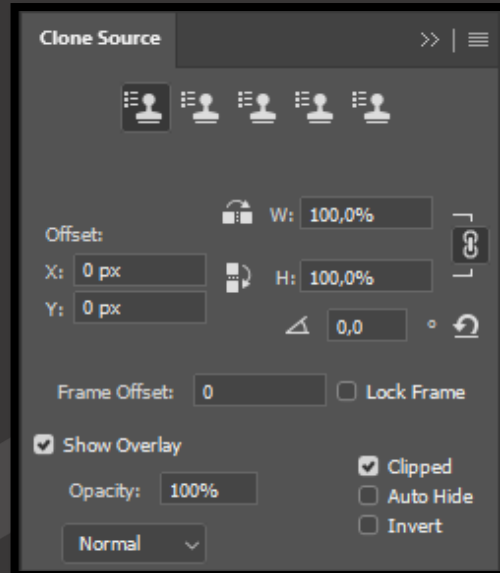 Clone Source
W: 100,0%
Offset:
X: 0 px
H: 100,0%
Y: 0 px
0,0 °
Frame Offset: 0
Lock Frame
Show Overlay
Clipped
Opacity: 100%
Auto Hide
Invert
Normal